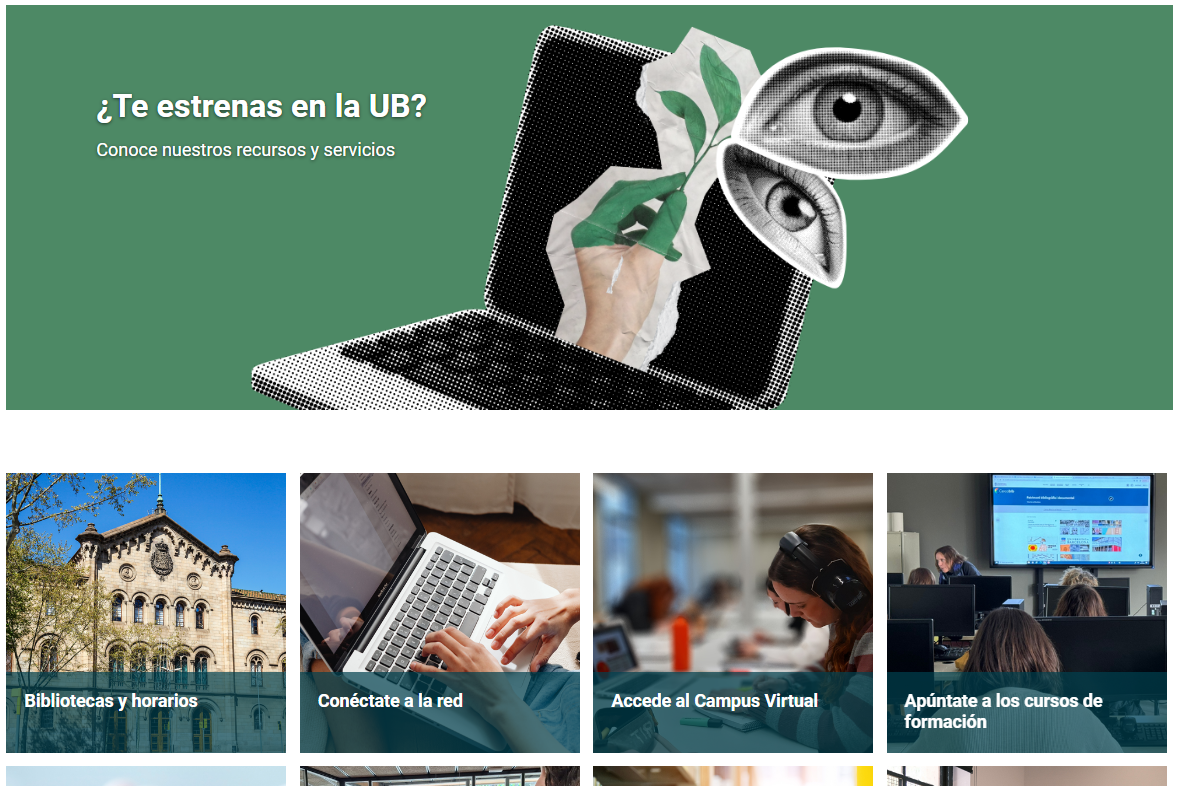 ¿Te estrenas en la UB?
Conoce nuestros recursos y servicios
Bibliotecas y horarios
Conéctate a la red
Accede al Campus Virtual
Apúntate a los cursos de
formación